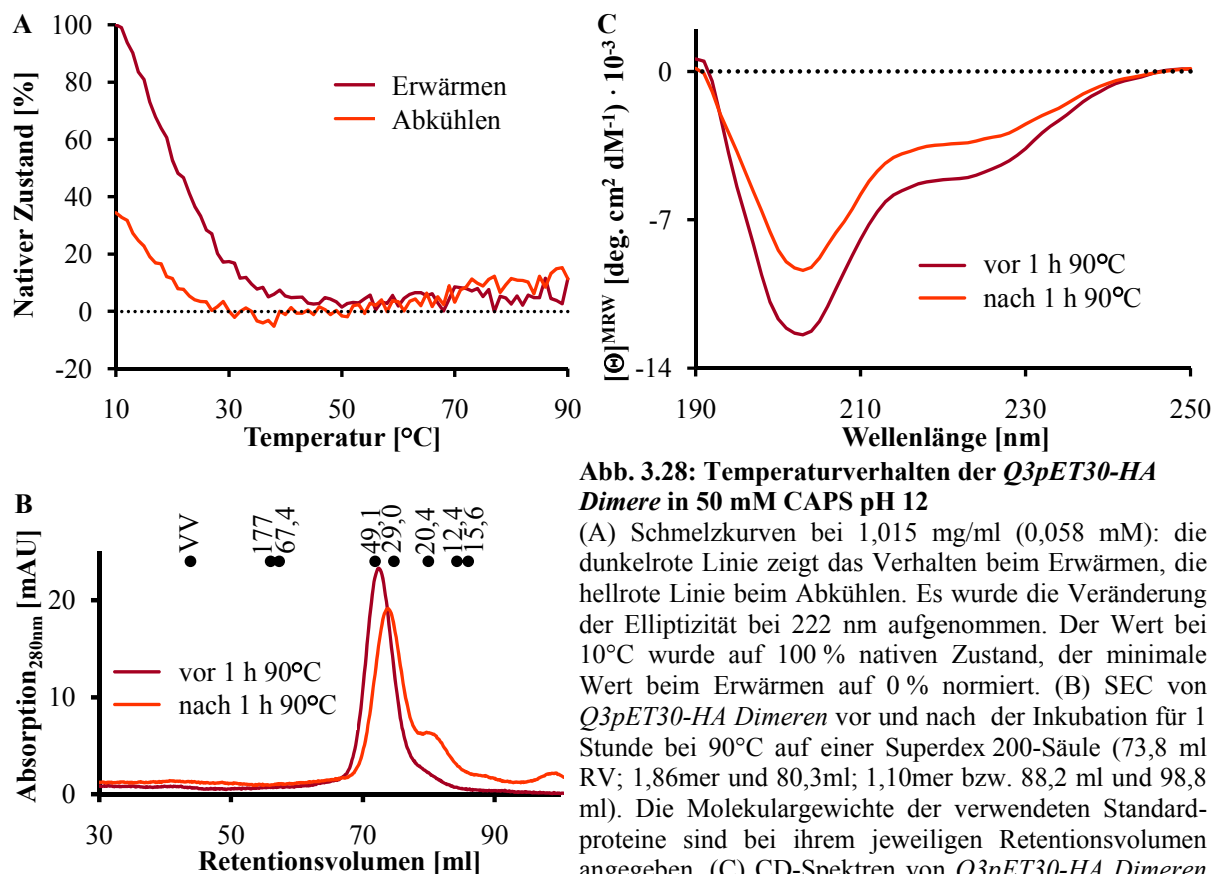 A
100
80
60
40
20
0
-20
Nativer Zustand [%]
Erwärmen
Abkühlen
10
30
50
70
90
Temperatur [°C]
C
0
-7
-14
[Θ]MRW [deg. cm² dM⁻¹) · 10⁻³
vor 1 h 90°C
nach 1 h 90°C
190
210
230
250
Wellenlänge [nm]
B
VV
177
67,4
49,1
29,0
20,4
12,4
15,6
20
10
0
Absorption280nm [mAU]
vor 1 h 90°C
nach 1 h 90°C
30
50
70
90
Retentionsvolumen [ml]
Abb. 3.28: Temperaturverhalten der Q3pET30-HA
Dimere in 50 mM CAPS pH 12
(A) Schmelzkurven bei 1,015 mg/ml (0,058 mM): die
dunkelrote Linie zeigt das Verhalten beim Erwärmen, die
hellrote Linie beim Abkühlen. Es wurde die Veränderung
der Elliptizität bei 222 nm aufgenommen. Der Wert bei
10°C wurde auf 100 % nativen Zustand, der minimale
Wert beim Erwärmen auf 0 % normiert. (B) SEC von
Q3pET30-HA Dimeren vor und nach der Inkubation für 1
Stunde bei 90°C auf einer Superdex 200-Säule (73,8 ml
RV; 1,86mer und 80,3ml; 1,10mer bzw. 88,2 ml und 98,8
ml). Die Molekulargewichte der verwendeten Standard-
proteine sind bei ihrem jeweiligen Retentionsvolumen
angegeben. (C) CD-Spektren von Q3pET30-HA Dimeren